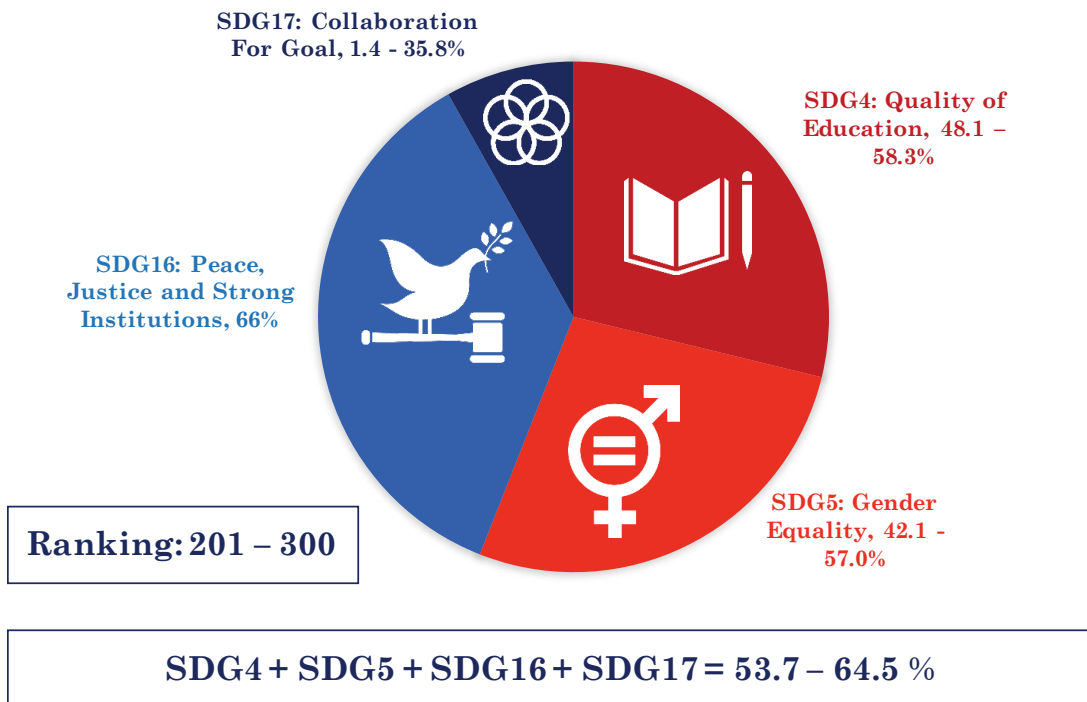 SDG17: Collaboration
For Goal, 1.4 - 35.8%
SDG4: Quality of
Education, 48.1 –
58.3%
SDG16: Peace,
Justice and Strong
Institutions, 66%
SDG5: Gender
Equality, 42.1 -
57.0%
Ranking: 201 – 300
SDG4 + SDG5 + SDG16 + SDG17 = 53.7 – 64.5 %